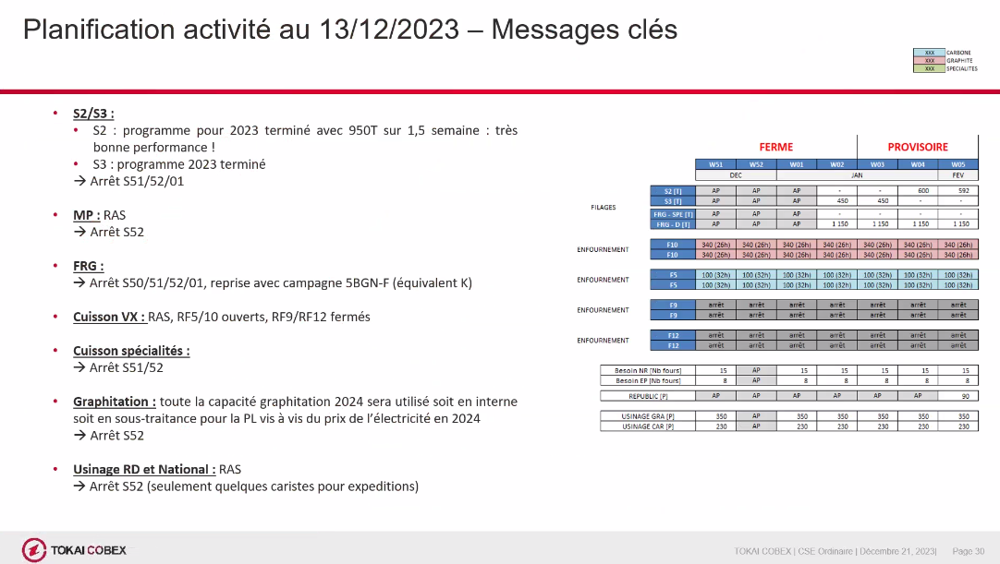 Planification activité au 13/12/2023 – Messages clés
XXX CARBONE
XXX GRAPHITE
XXX SPECIALITES
• S2/S3 :
• S2 : programme pour 2023 terminé avec 950T sur 1,5 semaine : très
bonne performance !
• S3 : programme 2023 terminé
→ Arrêt S51/52/01
• MP : RAS
→ Arrêt S52
• FRG :
→ Arrêt S50/51/52/01, reprise avec campagne 5BGN-F (équivalent K)
• Cuisson VX : RAS, RF5/10 ouverts, RF9/RF12 fermés
• Cuisson spécialités :
→ Arrêt S51/52
• Graphitation : toute la capacité graphitation 2024 sera utilisé soit en interne
soit en sous-traitance pour la PL vis à vis du prix de l’électricité en 2024
→ Arrêt S52
• Usinage RD et National : RAS
→ Arrêt S52 (seulement quelques caristes pour expeditions)
FERME PROVISOIRE
W51 W52 W01 W02 W03 W04 W05
DEC JAN FEV
FILAGES
S2 [T] AP AP AP - - 600 592
S3 [T] AP AP AP 450 450 - -
FRG - SPE [T] AP AP AP - - - -
FRG - D [T] AP AP AP 1 150 1 150 1 150 1 150
ENFOURNEMENT
F10 340 (26h) 340 (26h) 340 (26h) 340 (26h) 340 (26h) 340 (26h) 340 (26h)
F10 340 (26h) 340 (26h) 340 (26h) 340 (26h) 340 (26h) 340 (26h) 340 (26h)
ENFOURNEMENT
F5 100 (32h) 100 (32h) 100 (32h) 100 (32h) 100 (32h) 100 (32h) 100 (32h)
F5 100 (32h) 100 (32h) 100 (32h) 100 (32h) 100 (32h) 100 (32h) 100 (32h)
ENFOURNEMENT
F9 arrêt arrêt arrêt arrêt arrêt arrêt arrêt
F9 arrêt arrêt arrêt arrêt arrêt arrêt arrêt
ENFOURNEMENT
F12 arrêt arrêt arrêt arrêt arrêt arrêt arrêt
F12 arrêt arrêt arrêt arrêt arrêt arrêt arrêt
Besoin NR [Nb fours] 15 AP 15 15 15 15 15
Besoin EP [Nb fours] 8 AP 8 8 8 8 8
REPUBLIC [P] AP AP AP AP AP AP 90
USINAGE GRA [P] 350 AP 350 350 350 350 350
USINAGE CAR [P] 230 AP 230 230 230 230 230
TOKAI COBEX
TOKAI COBEX | CSE Ordinaire | Décembre 21, 2023| Page 30